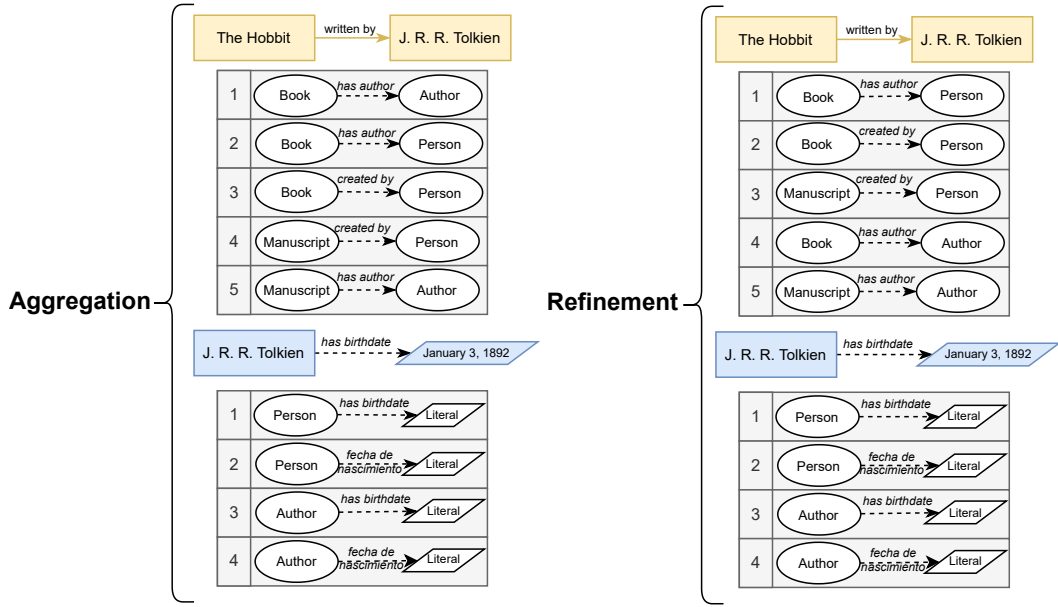 Aggregation
The Hobbit written by J. R. R. Tolkien
1 Book has author Author
2 Book has author Person
3 Book created by Person
4 Manuscript created by Person
5 Manuscript has author Author
J. R. R. Tolkien has birthdate January 3, 1892
1 Person has birthdate Literal
2 Person fecha de nascimiento Literal
3 Author has birthdate Literal
4 Author fecha de nascimiento Literal
Refinement
The Hobbit written by J. R. R. Tolkien
1 Book has author Person
2 Book created by Person
3 Manuscript created by Person
4 Book has author Author
5 Manuscript has author Author
J. R. R. Tolkien has birthdate January 3, 1892
1 Person has birthdate Literal
2 Person fecha de nascimiento Literal
3 Author has birthdate Literal
4 Author fecha de nascimiento Literal